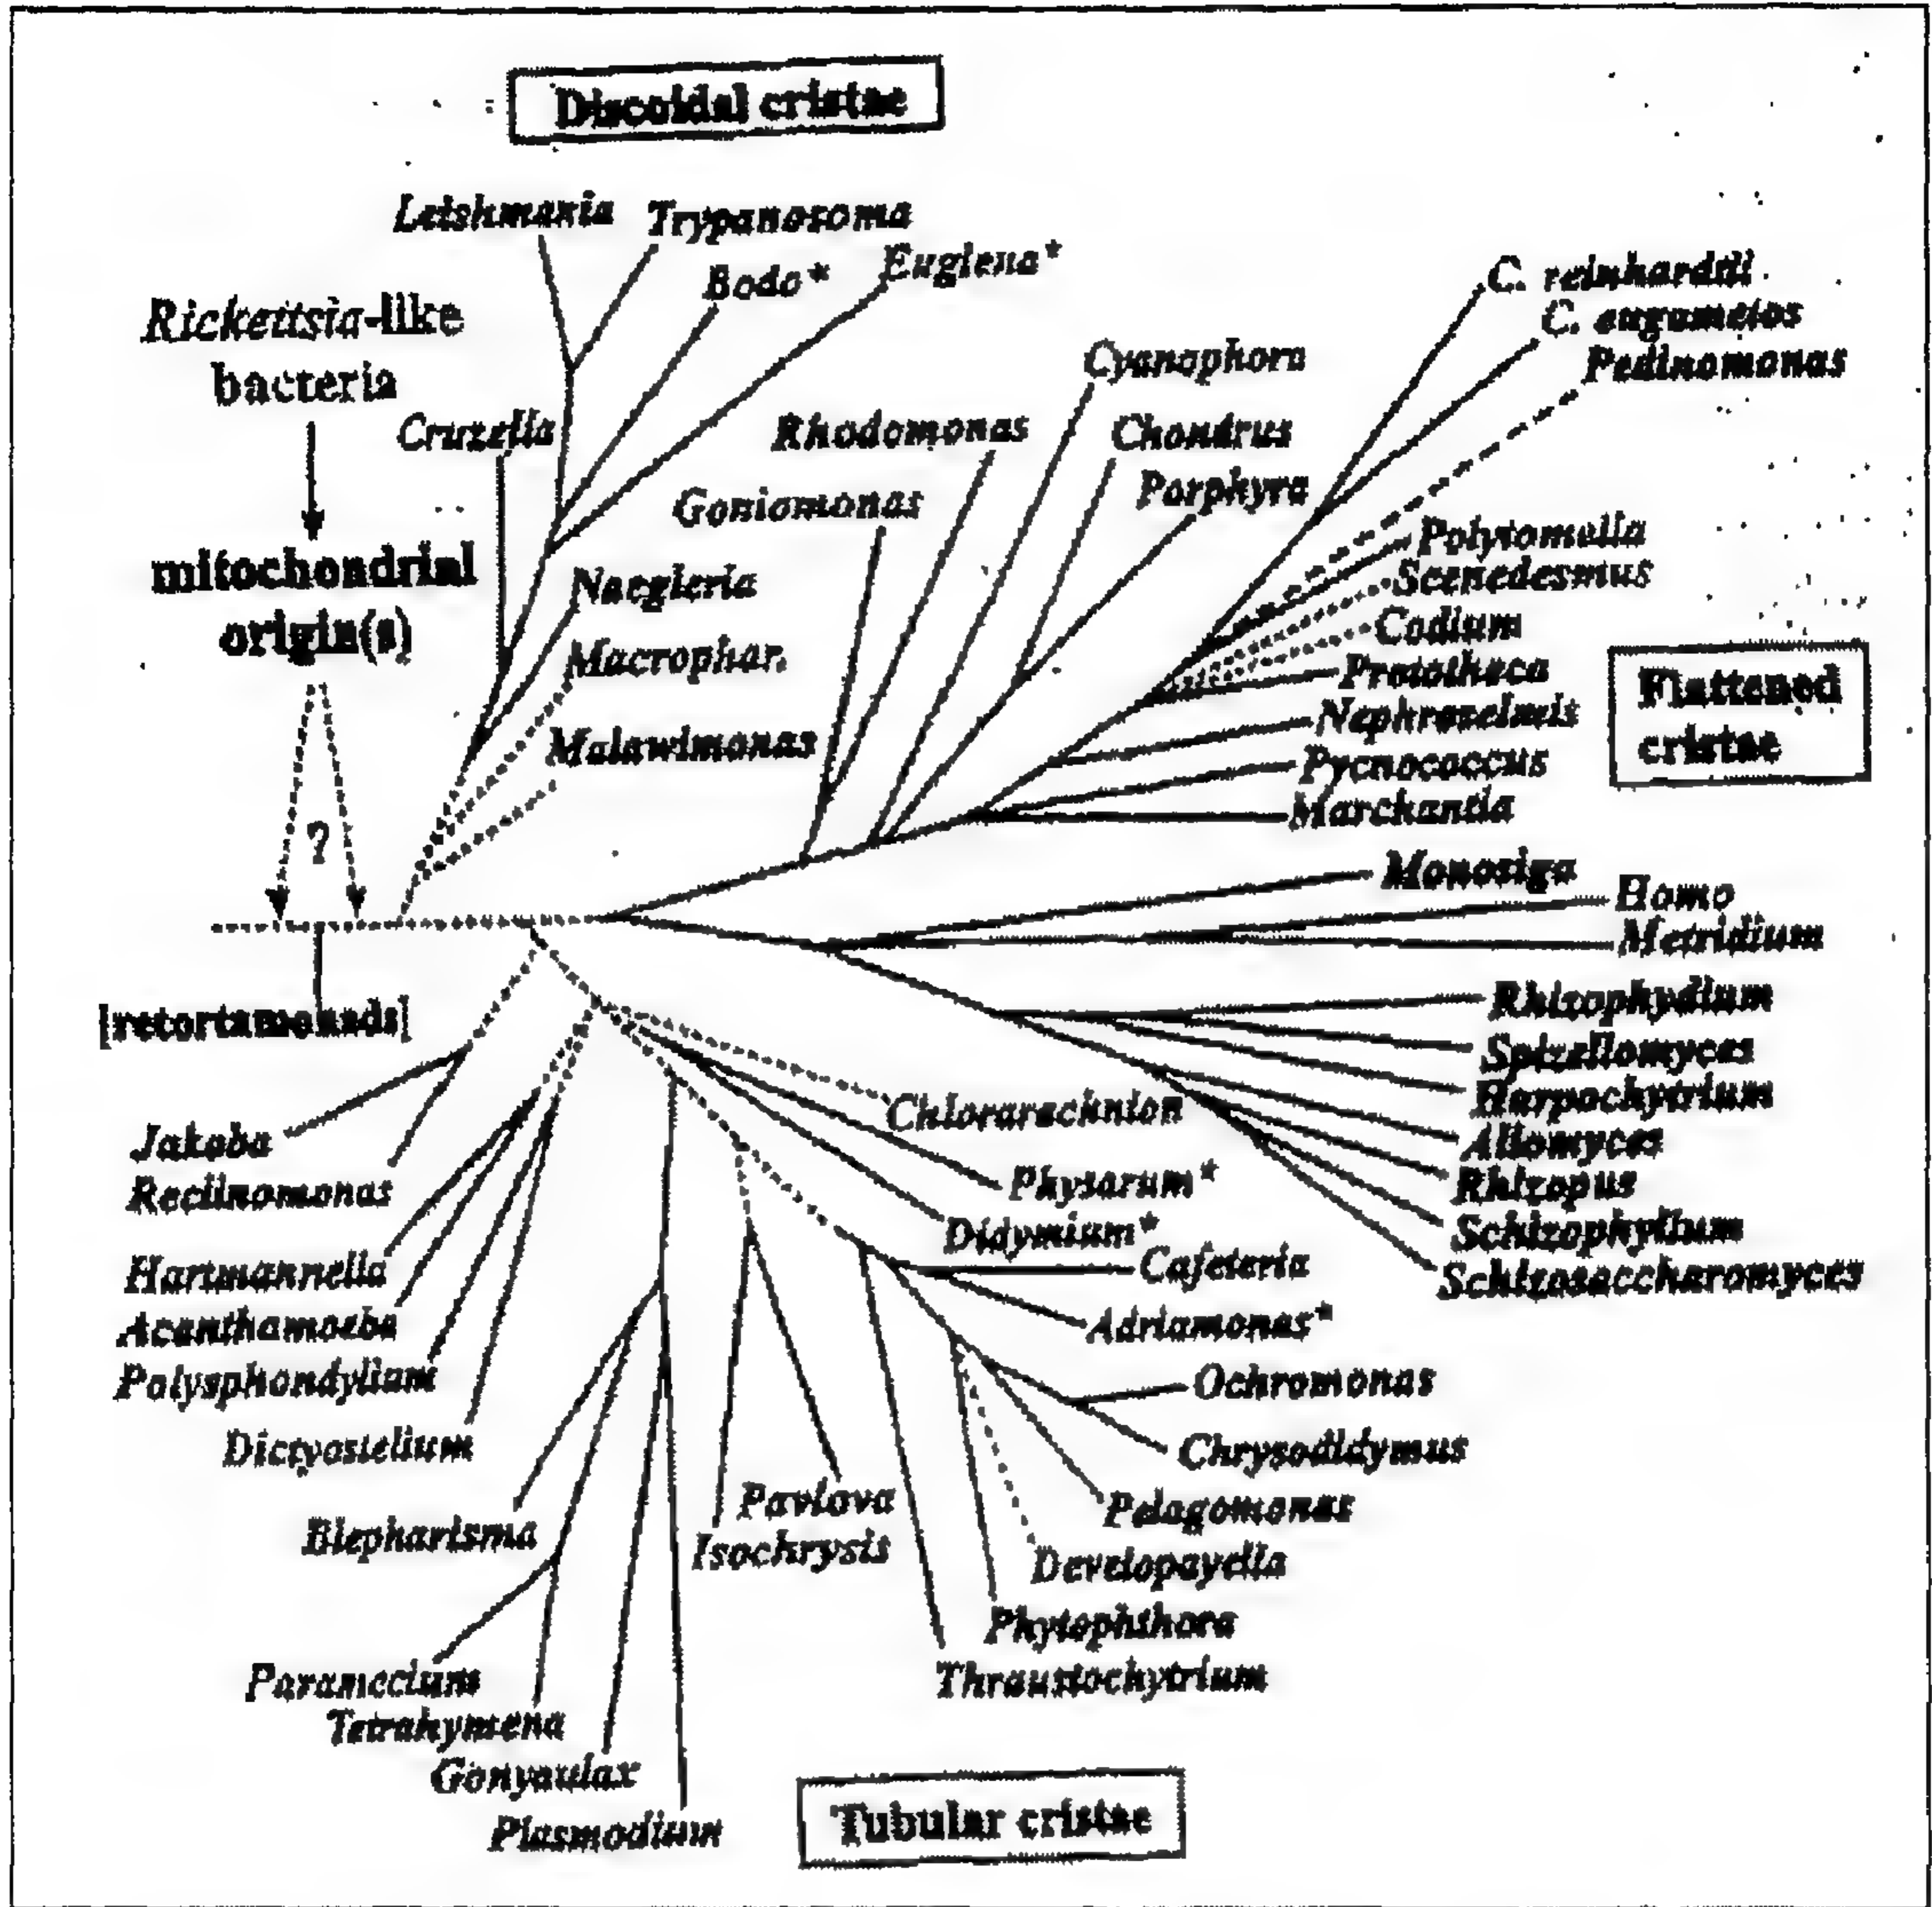 Discoidal cristae
Leishmania
Trypanosoma
Bodo*
Euglena*
Rickettsia-like
bacteria
Cruzella
mitochondrial
origin(s)
?
[retortamonads]
Naegleria
Macrophar.
Malawimonas
Goniomonas
Rhodomonas
Cyanophora
Chondrus
Porphyra
C. reinhardtii
C. eugametos
Pedinomonas
Polytomella
Scenedesmus
Codium
Prototheca
Nephroselmis
Pycnococcus
Marchantia
Flattened
cristae
Monosiga
Homo
Metridium
Rhizophydium
Spizellomyces
Harpochytrium
Allomyces
Rhizopus
Schizophyllum
Schizosaccharomyces
Chlorarachnion
Physarum*
Didymium*
Cafeteria
Adriamonas*
Ochromonas
Chrysodidymus
Pelagomonas
Developayella
Phytophthora
Thraustochytrium
Pavlova
Isochrysis
Jakoba
Reclinomonas
Hartmannella
Acanthamoeba
Polysphondylium
Dictyostelium
Blepharisma
Paramecium
Tetrahymena
Gonyaulax
Plasmodium
Tubular cristae